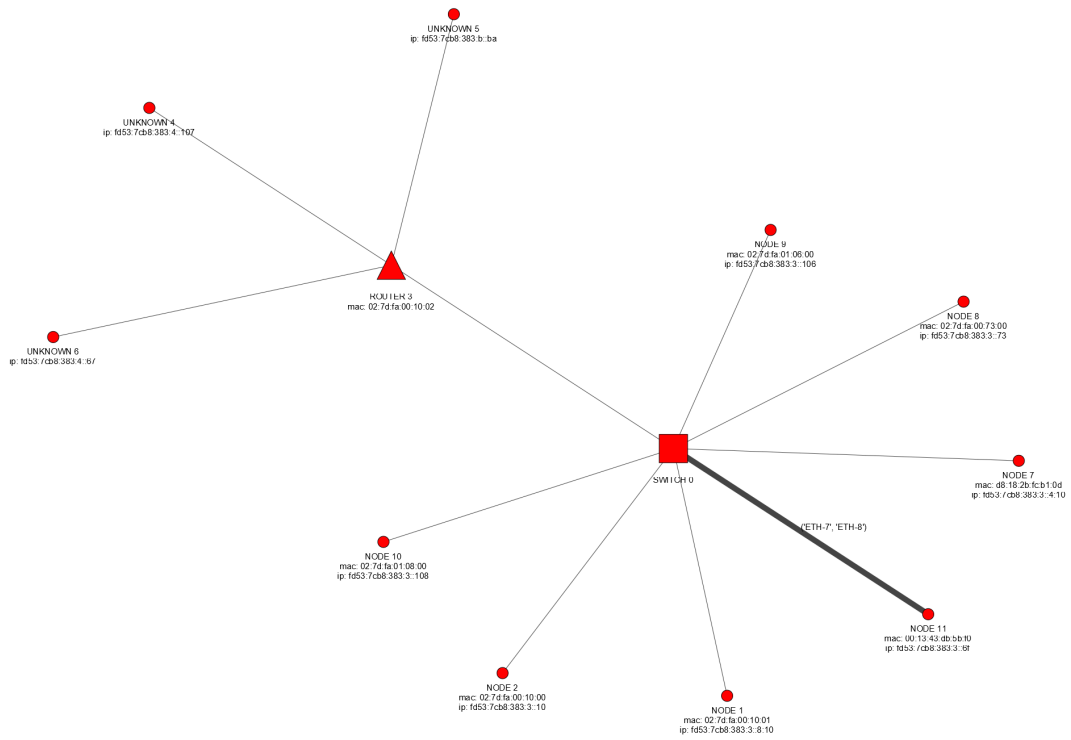 UNKNOWN 5
ip: fd53:7cb8:383:b::ba
UNKNOWN 4
ip: fd53:7cb8:383:4::107
NODE 9
mac: 02:7d:fa:01:06:00
ip: fd53:7cb8:383:3::106
ROUTER 3
mac: 02:7d:fa:00:10:02
NODE 8
mac: 02:7d:fa:00:73:00
ip: fd53:7cb8:383:3::73
UNKNOWN 6
ip: fd53:7cb8:383:4::67
SWITCH 0
NODE 7
mac: d8:18:2b:fc:b1:0d
ip: fd53:7cb8:383:3::4:10
('ETH-7', 'ETH-8')
NODE 10
mac: 02:7d:fa:01:08:00
ip: fd53:7cb8:383:3::108
NODE 11
mac: 00:13:43:db:5b:f0
ip: fd53:7cb8:383:3::6f
NODE 2
mac: 02:7d:fa:00:10:00
ip: fd53:7cb8:383:3::10
NODE 1
mac: 02:7d:fa:00:10:01
ip: fd53:7cb8:383:3::8:10